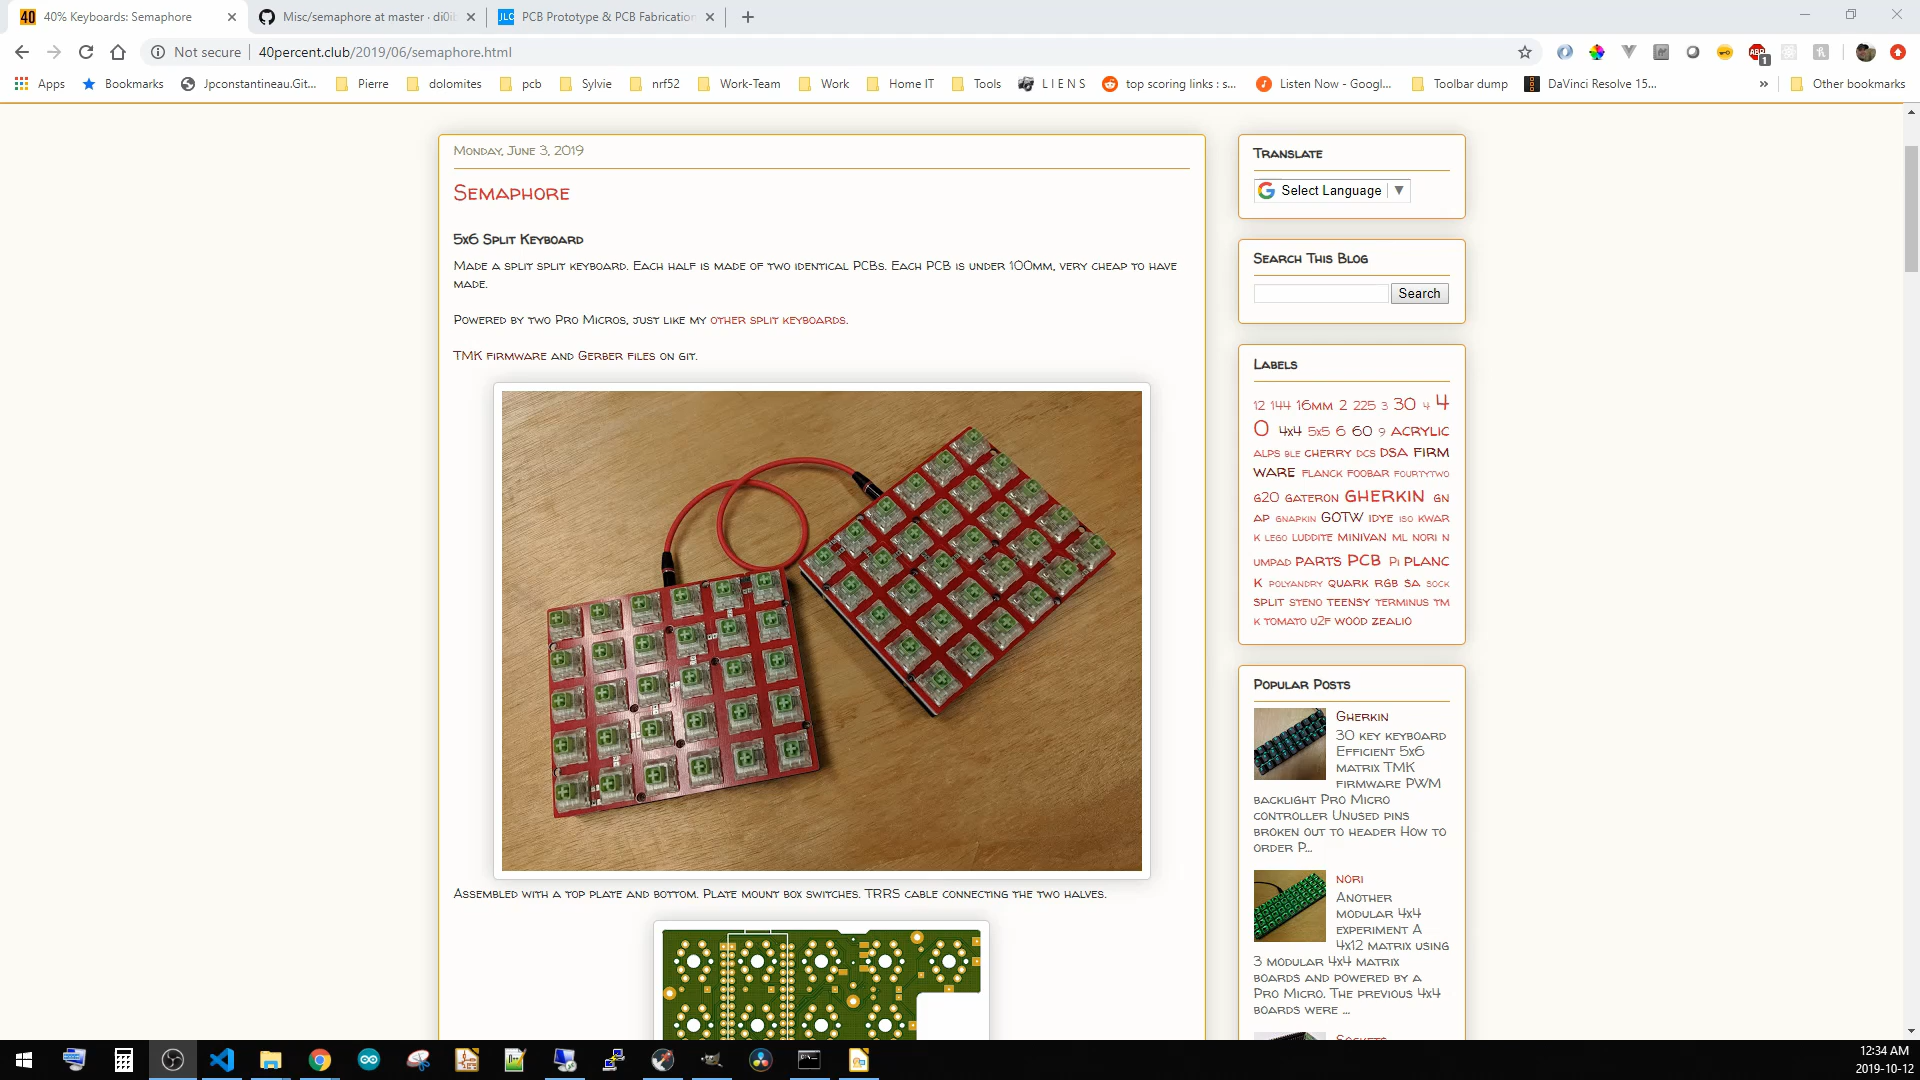 40% Keyboards: Semaphore
Misc/semaphore at master · di0ib
PCB Prototype & PCB Fabrication
Not secure
40percent.club/2019/06/semaphore.html
Apps
Bookmarks
Jpconstantineau.Git...
Pierre
dolomites
pcb
Sylvie
nrf52
Work-Team
Work
Home IT
Tools
L I E N S
top scoring links : s...
Listen Now - Googl...
Toolbar dump
DaVinci Resolve 15...
»
Other bookmarks
Monday, June 3, 2019
Semaphore
5x6 Split Keyboard
Made a split split keyboard. Each half is made of two identical PCBs. Each PCB is under 100mm, very cheap to have
made.
Powered by two Pro Micros, just like my other split keyboards.
TMK firmware and Gerber files on git.
Assembled with a top plate and bottom. Plate mount box switches. TRRS cable connecting the two halves.
Translate
Select Language
Search This Blog
Search
Labels
12 144 16mm 2 225 3 30 4 4
0 4x4 5x5 6 60 9 acrylic
alps ble cherry dcs DSA firm
ware flanck foobar fourtytwo
g20 gateron gherkin gn
ap gnapkin GOTW idye iso kwar
k lego luddite minivan ml nori n
umpad parts PCB Pi planc
k polyandry quark RGB SA sock
split steno teensy terminus tm
k tomato u2f wood zealio
Popular Posts
Gherkin
30 key keyboard
Efficient 5x6
matrix TMK
firmware PWM
backlight Pro Micro
controller Unused pins
broken out to header How to
order P...
nori
Another
modular 4x4
experiment A
4x12 matrix using
3 modular 4x4 matrix
boards and powered by a
Pro Micro. The previous 4x4
boards were ...
12:34 AM
2019-10-12